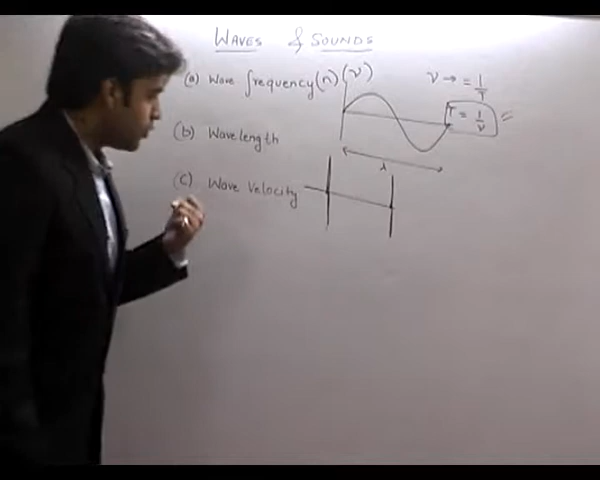 WAVES & SOUNDS
(a) Wave frequency (n) (ν)
ν → = 1/T
T = 1/ν =
(b) Wavelength
λ
(c) Wave Velocity